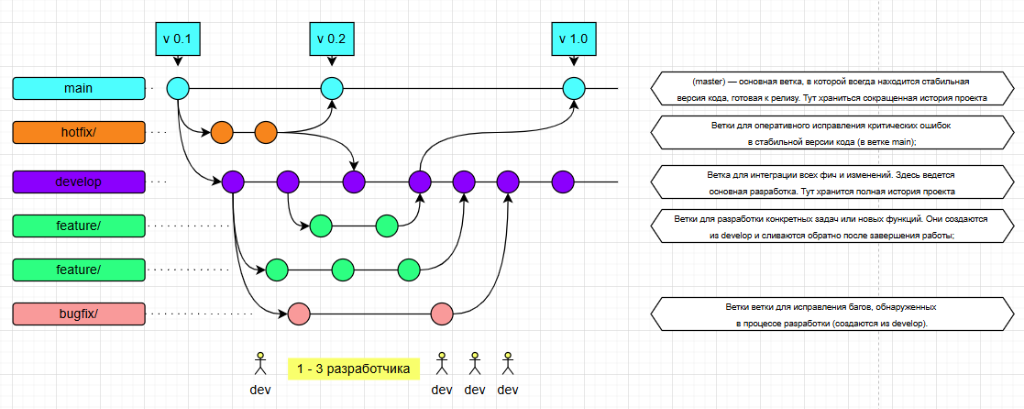 v 0.1
v 0.2
v 1.0
main
(master) — основная ветка, в которой всегда находится стабильная
версия кода, готовая к релизу. Тут храниться сокращенная история проекта
hotfix/
Ветки для оперативного исправления критических ошибок
в стабильной версии кода (в ветке main);
develop
Ветка для интеграции всех фич и изменений. Здесь ведется
основная разработка. Тут хранится полная история проекта
feature/
Ветки для разработки конкретных задач или новых функций. Они создаются
из develop и сливаются обратно после завершения работы;
feature/
bugfix/
Ветки ветки для исправления багов, обнаруженных
в процессе разработки (создаются из develop).
1 - 3 разработчика
dev
dev
dev
dev